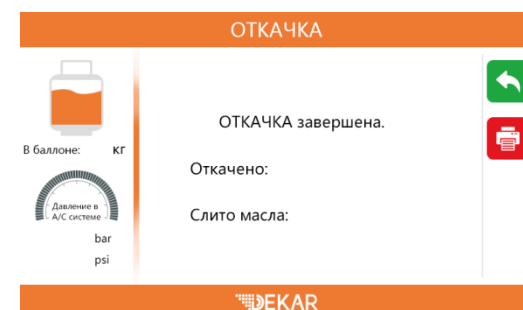 ОТКАЧКА
В баллоне: кг
Давление в
A/C системе
bar
psi
ОТКАЧКА завершена.
Откачено:
Слито масла:
DEKAR